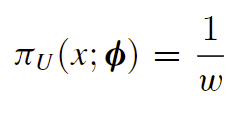 π_U(x; ϕ) = 1/w